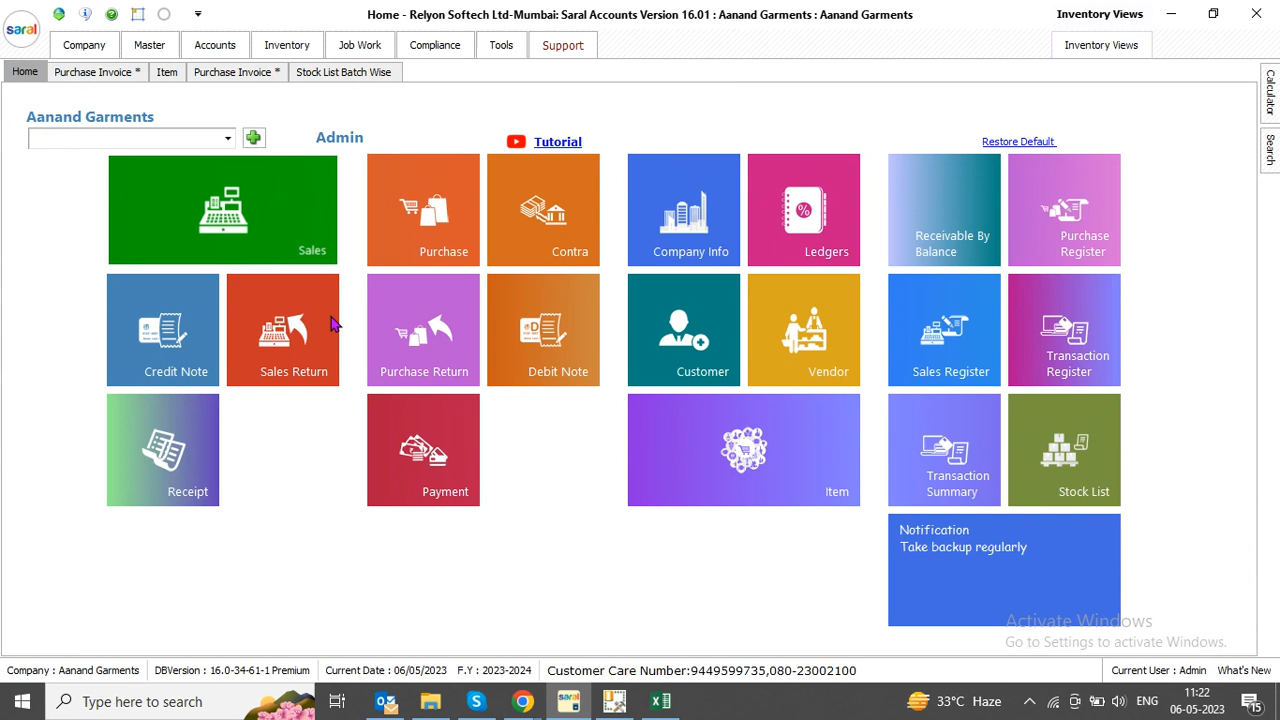 saral
Home - Relyon Softech Ltd-Mumbai: Saral Accounts Version 16.01 : Aanand Garments : Aanand Garments
Inventory Views
Company
Master
Accounts
Inventory
Job Work
Compliance
Tools
Support
Inventory Views
Home
Purchase Invoice *
Item
Purchase Invoice *
Stock List Batch Wise
Calculator
Search
Aanand Garments
Admin
Tutorial
Restore Default
Sales
Purchase
Contra
Company Info
Ledgers
Receivable By
Balance
Purchase
Register
Credit Note
Sales Return
Purchase Return
Debit Note
Customer
Vendor
Sales Register
Transaction
Register
Receipt
Payment
Item
Transaction
Summary
Stock List
Notification
Take backup regularly
Activate Windows
Go to Settings to activate Windows.
Company : Aanand Garments
DBVersion : 16.0-34-61-1 Premium
Current Date : 06/05/2023
F.Y : 2023-2024
Customer Care Number:9449599735,080-23002100
Current User : Admin
What's New
Type here to search
saral
33°C Haze
ENG
11:22
06-05-2023
15